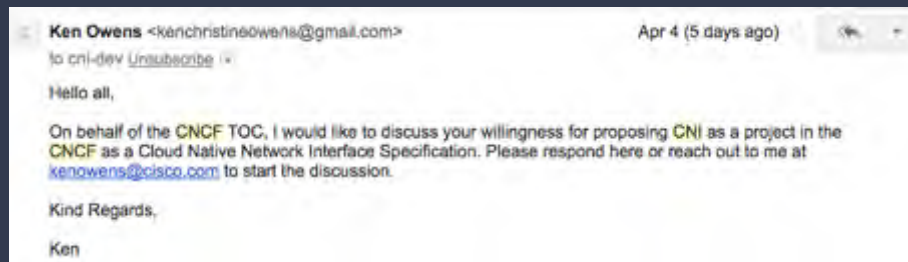 Ken Owens <kenchristineowens@gmail.com> Apr 4 (5 days ago)
to cni-dev Unsubscribe
Hello all,
On behalf of the CNCF TOC, I would like to discuss your willingness for proposing CNI as a project in the
CNCF as a Cloud Native Network Interface Specification. Please respond here or reach out to me at
kenowens@cisco.com to start the discussion.
Kind Regards,
Ken